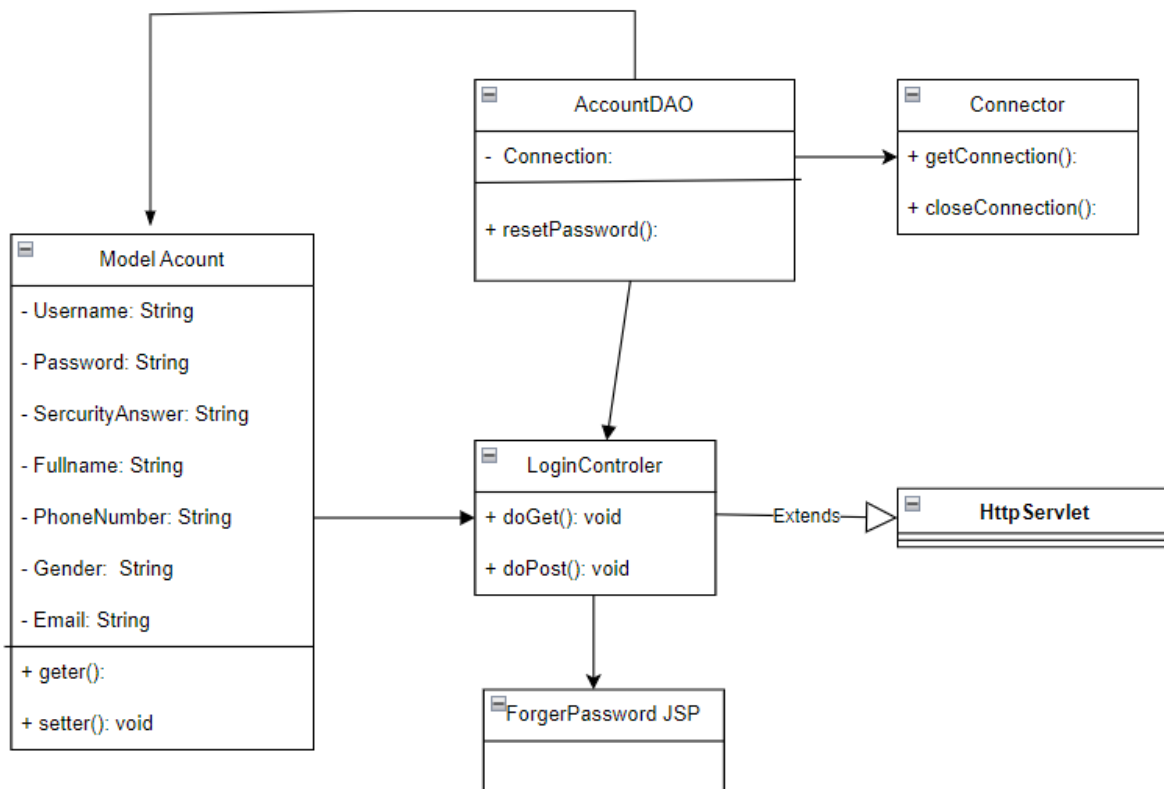 AccountDAO
- Connection:
+ resetPassword():
Connector
+ getConnection():
+ closeConnection():
Model Acount
- Username: String
- Password: String
- SercurityAnswer: String
- Fullname: String
- PhoneNumber: String
- Gender: String
- Email: String
+ geter():
+ setter(): void
LoginControler
+ doGet(): void
+ doPost(): void
Extends
HttpServlet
ForgerPassword JSP